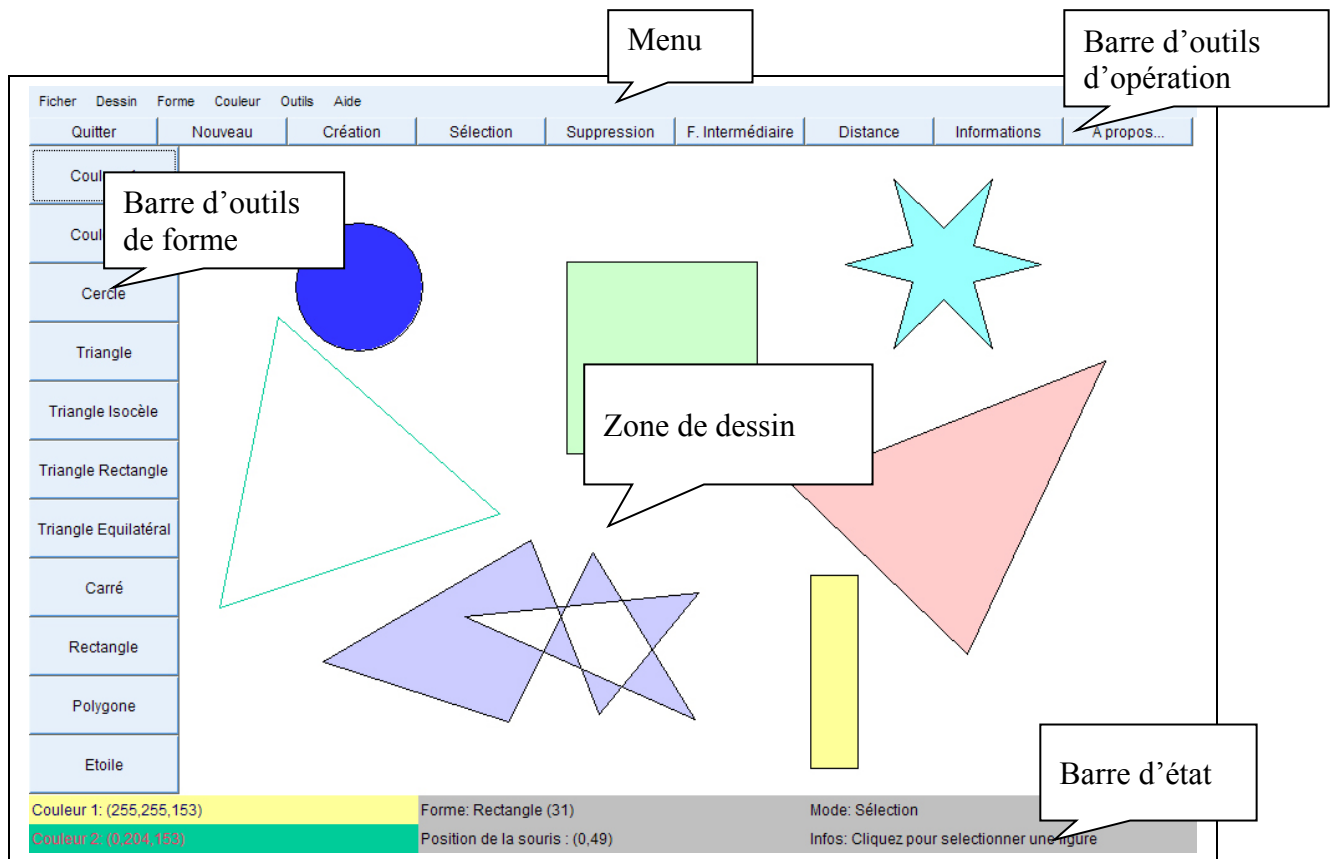 Menu
Barre d'outils
d'opération
Ficher Dessin Forme Couleur Outils Aide
Quitter Nouveau Création Sélection Suppression F. Intermédiaire Distance Informations A propos...
Barre d'outils
de forme
Cercle
Triangle
Triangle Isocèle
Triangle Rectangle
Triangle Equilatéral
Carré
Rectangle
Polygone
Etoile
Zone de dessin
Barre d'état
Couleur 1: (255,255,153) Forme: Rectangle (31) Mode: Sélection
Couleur 2: (0,204,153) Position de la souris : (0,49) Infos: Cliquez pour selectionner une figure